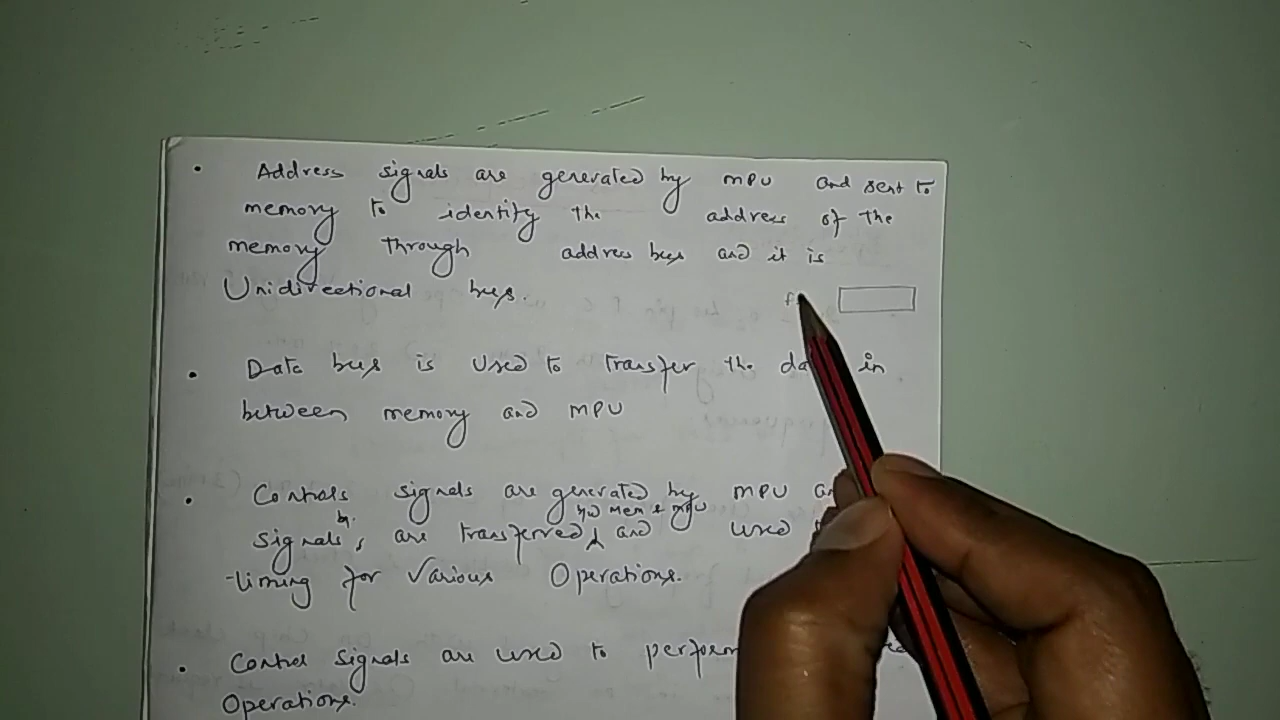 • Address signals are generated by MPU and sent to
memory to identify the address of the
memory through address bus and it is
Unidirectional bus.
• Data bus is used to transfer the in
between memory and MPU
• Controls signals are generated by MPU
b/w Mem & MPU
signals, are transferred, and used
timing for various Operations.
• Control signals are used to perform
Operations.